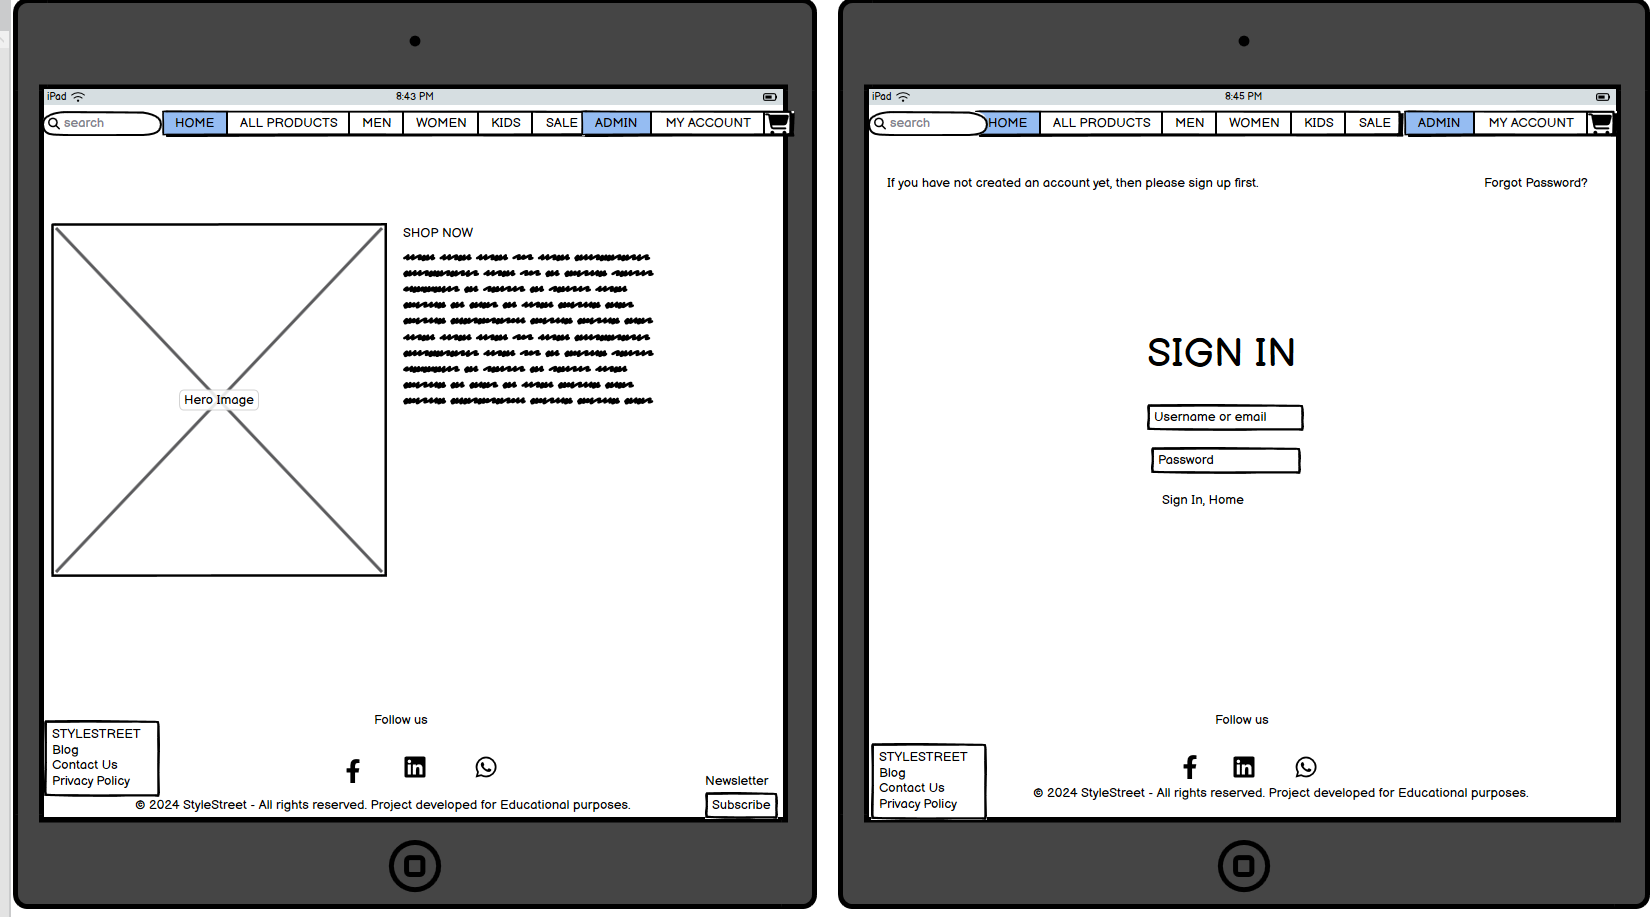 iPad
8:43 PM
search
HOME
ALL PRODUCTS
MEN
WOMEN
KIDS
SALE
ADMIN
MY ACCOUNT
SHOP NOW
Hero Image
Follow us
STYLESTREET
Blog
Contact Us
Privacy Policy
Newsletter
Subscribe
© 2024 StyleStreet - All rights reserved. Project developed for Educational purposes.
iPad
8:45 PM
search
HOME
ALL PRODUCTS
MEN
WOMEN
KIDS
SALE
ADMIN
MY ACCOUNT
If you have not created an account yet, then please sign up first.
Forgot Password?
SIGN IN
Username or email
Password
Sign In, Home
Follow us
STYLESTREET
Blog
Contact Us
Privacy Policy
© 2024 StyleStreet - All rights reserved. Project developed for Educational purposes.